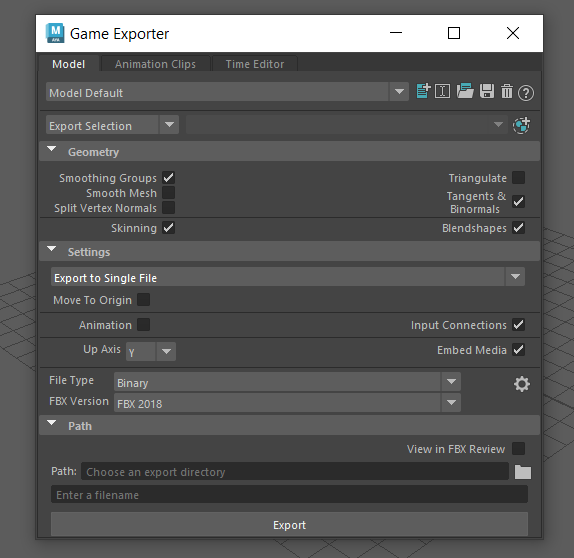 M
AYA
Game Exporter
Model Animation Clips Time Editor
Model Default
?
Export Selection
Geometry
Smoothing Groups Triangulate
Smooth Mesh Tangents &
Split Vertex Normals Binormals
Skinning Blendshapes
Settings
Export to Single File
Move To Origin
Animation Input Connections
Up Axis Y Embed Media
File Type Binary
FBX Version FBX 2018
Path
View in FBX Review
Path: Choose an export directory
Enter a filename
Export